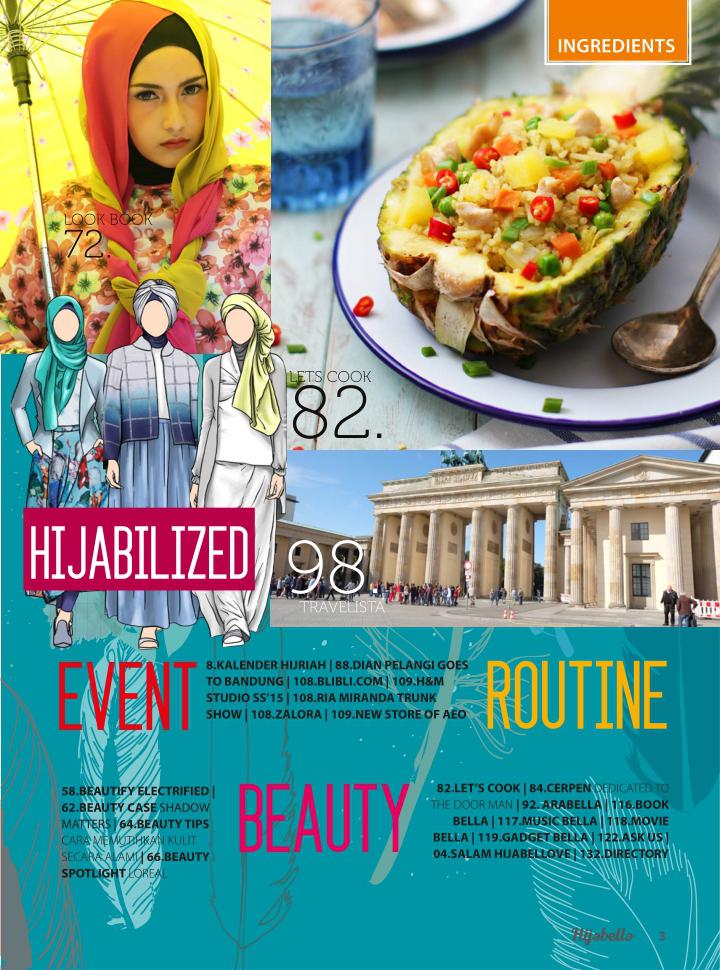 INGREDIENTS
LOOK BOOK
72.
LETS COOK
82.
HIJABILIZED
98
TRAVELISTA
EVENT
8.KALENDER HIJRIAH | 88.DIAN PELANGI GOES
TO BANDUNG | 108.BLIBLI.COM | 109.H&M
STUDIO SS'15 | 108.RIA MIRANDA TRUNK
SHOW | 108.ZALORA | 109.NEW STORE OF AEO
ROUTINE
58.BEAUTIFY ELECTRIFIED |
62.BEAUTY CASE SHADOW
MATTERS | 64.BEAUTY TIPS
CARA MEMUTIHKAN KULIT
SECARA ALAMI | 66.BEAUTY
SPOTLIGHT LOREAL
BEAUTY
82.LET'S COOK | 84.CERPEN DEDICATED TO
THE DOOR MAN | 92. ARABELLA | 116.BOOK
BELLA | 117.MUSIC BELLA | 118.MOVIE
BELLA | 119.GADGET BELLA | 122.ASK US |
04.SALAM HIJABELLOVE | 132.DIRECTORY
Hijabella 3